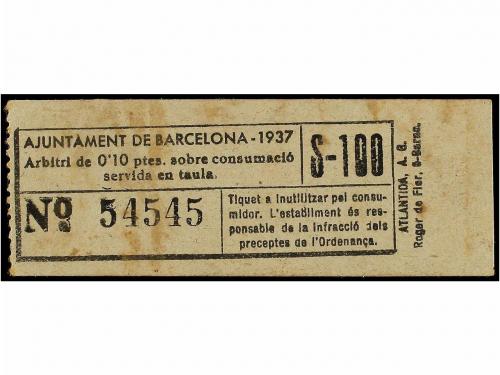 AJUNTAMENT DE BARCELONA - 1937
Arbitri de 0'10 ptes. sobre consumació
servida en taula.
S-100
Nº 54545
Tiquet a inutilitzar pel consu-
midor. L'establiment és res-
ponsable de la infracció dels
preceptes de l'Ordenança.
ATLANTIDA, A. G.
Roger de Flor, 8-Barna.